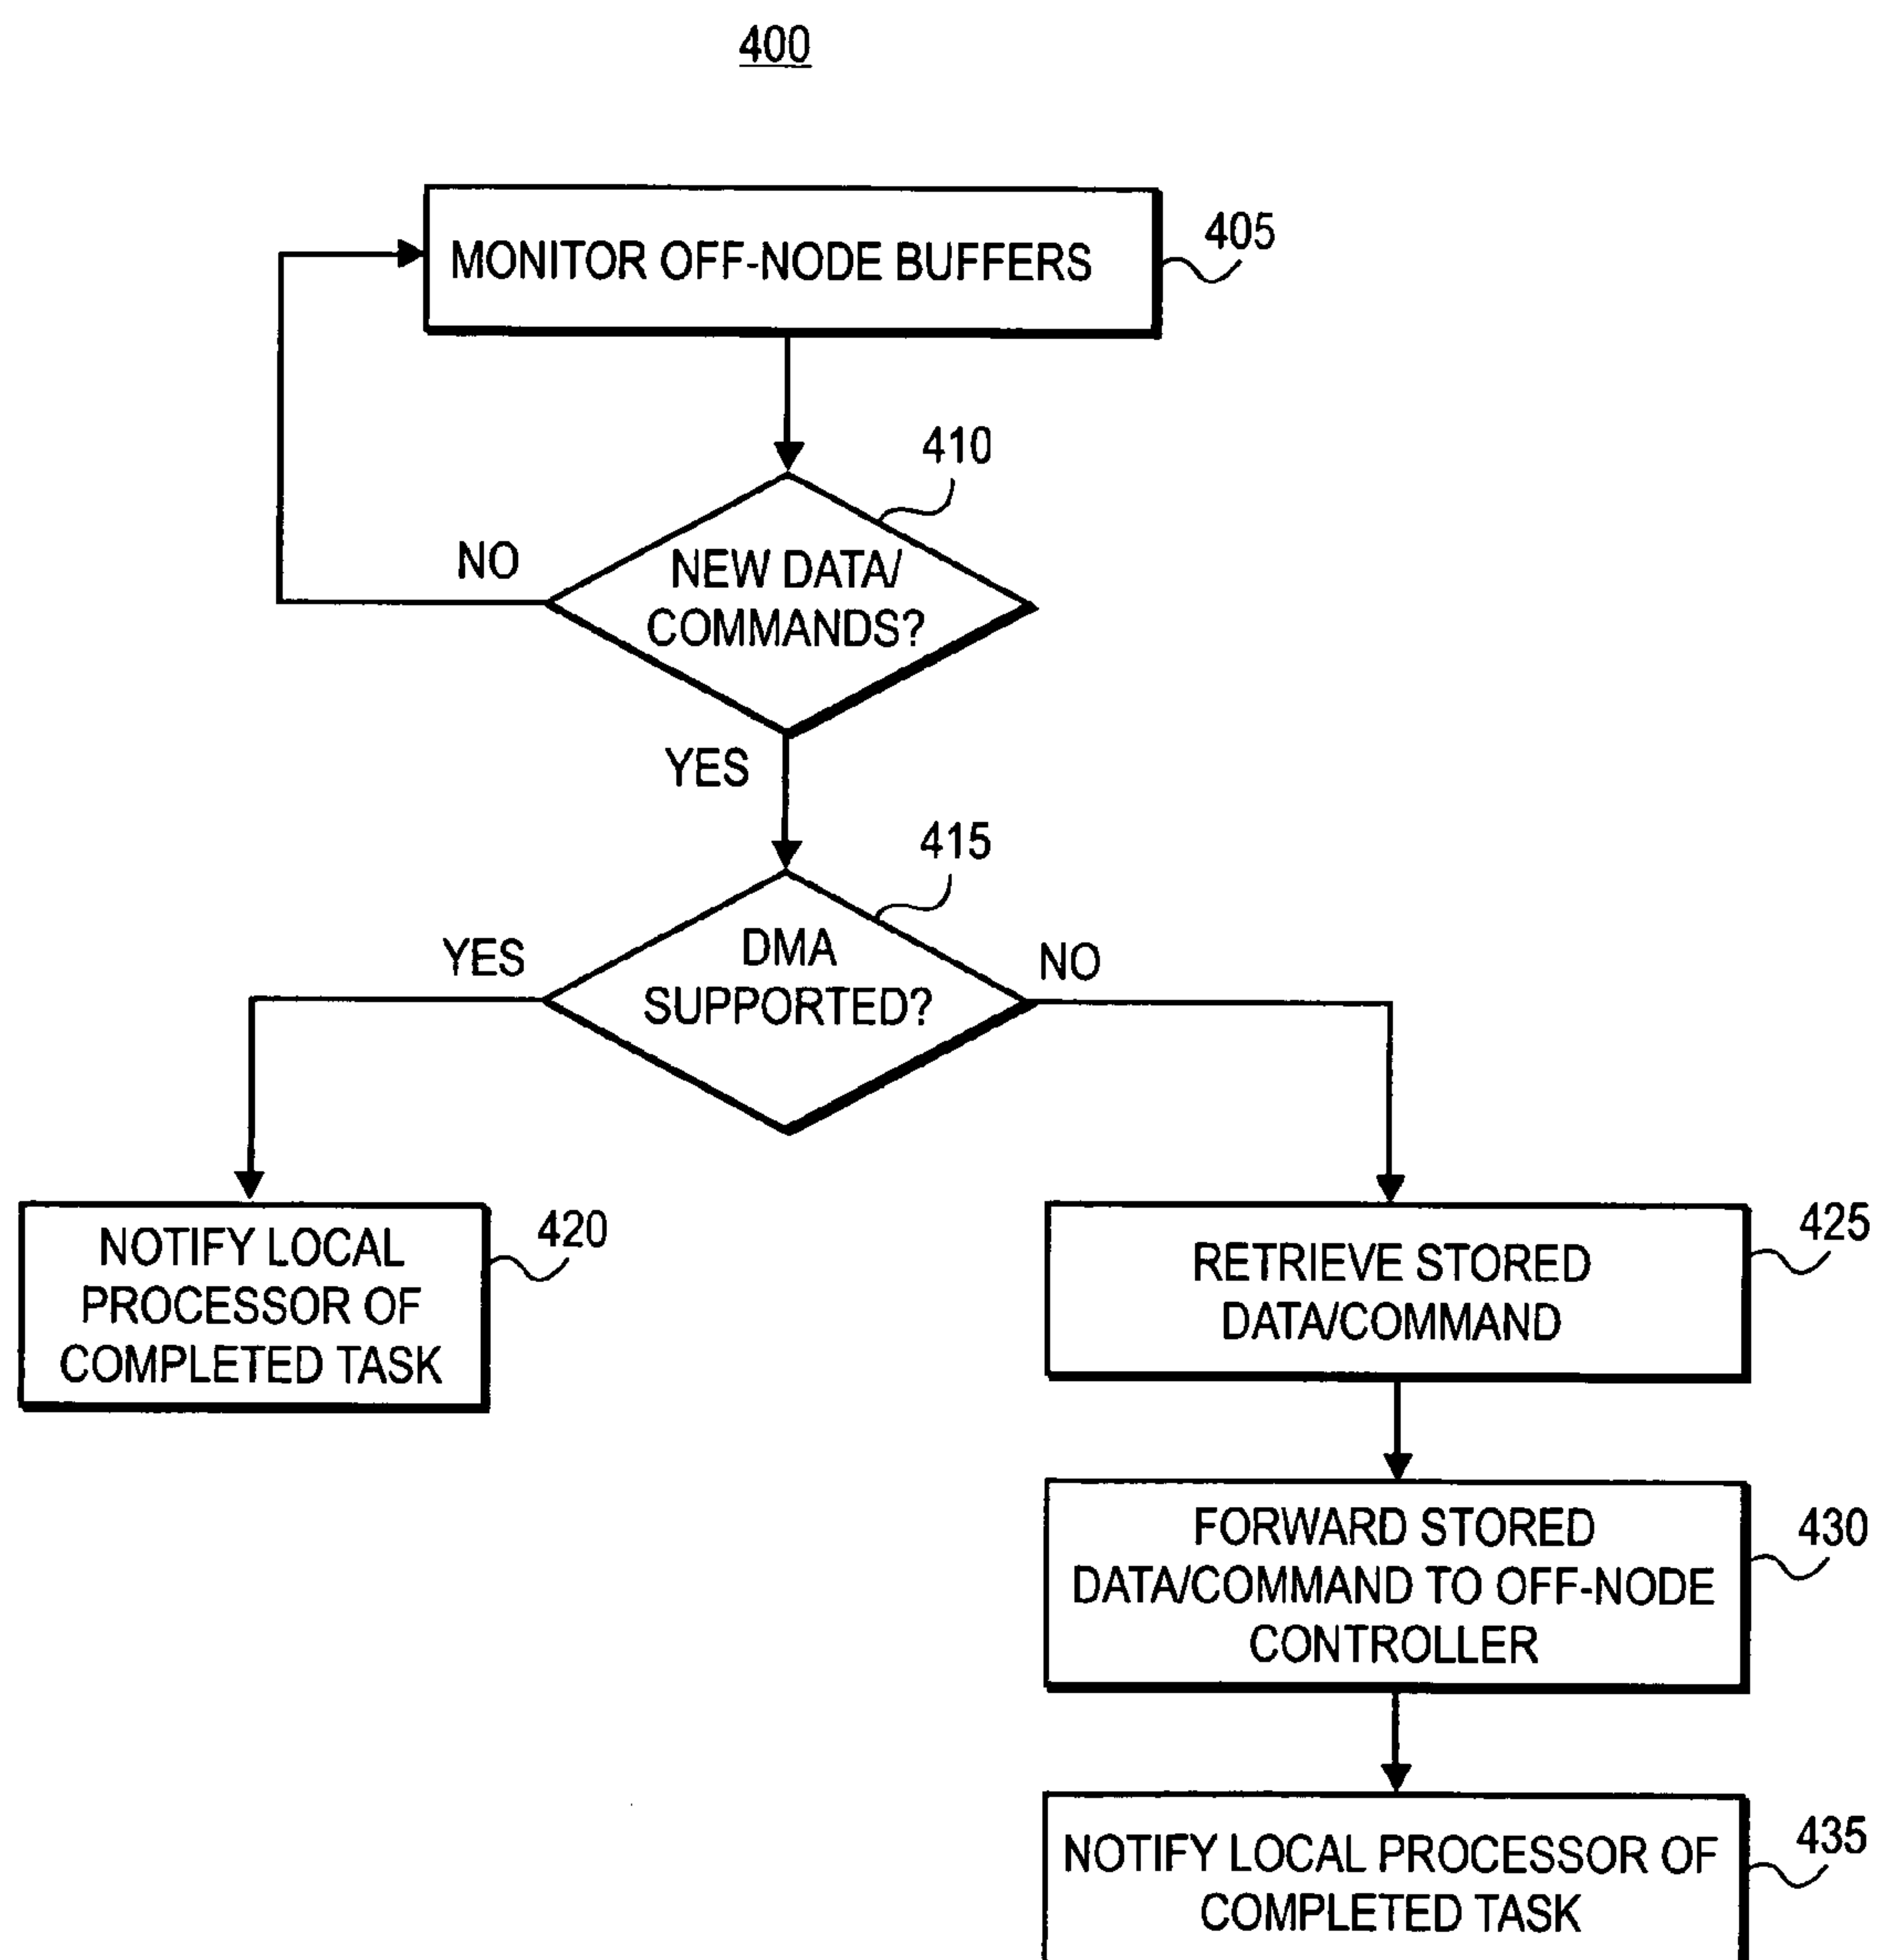 400
MONITOR OFF-NODE BUFFERS
405
410
NEW DATA/
COMMANDS?
NO
YES
415
DMA
SUPPORTED?
YES
NO
NOTIFY LOCAL
PROCESSOR OF
COMPLETED TASK
420
RETRIEVE STORED
DATA/COMMAND
425
FORWARD STORED
DATA/COMMAND TO OFF-NODE
CONTROLLER
430
NOTIFY LOCAL PROCESSOR OF
COMPLETED TASK
435